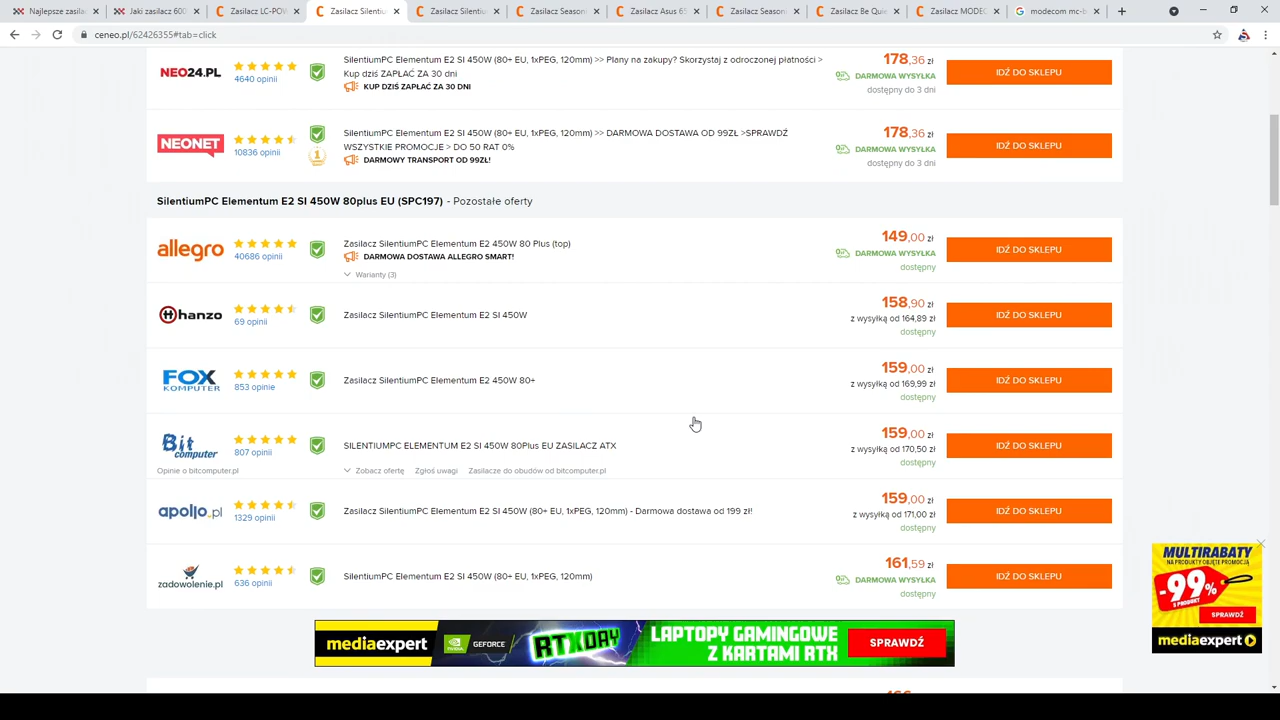 Najlepsze zasila
Jaki zasilacz 600
Zasilacz LC-POW
Zasilacz Silentiu
Zasilacz Silentiun
Zasilacz Seasoni
Zasilacz Asus 65
Zasilacz Seasoni
Zasilacz Be Quie
Zasilacz MODEC
modecom mc-b
ceneo.pl/62426355#tab=click
NEO24.PL
4640 opinii
SilentiumPC Elementum E2 SI 450W (80+ EU, 1xPEG, 120mm) >> Plany na zakupy? Skorzystaj z odroczonej płatności >
Kup dziś ZAPŁAĆ ZA 30 dni
KUP DZIŚ ZAPŁAĆ ZA 30 DNI
178,36 zł
DARMOWA WYSYŁKA
dostępny do 3 dni
IDŹ DO SKLEPU
NEONET
10836 opinii
1
SilentiumPC Elementum E2 SI 450W (80+ EU, 1xPEG, 120mm) >> DARMOWA DOSTAWA OD 99ZŁ >SPRAWDŹ
WSZYSTKIE PROMOCJE > DO 50 RAT 0%
DARMOWY TRANSPORT OD 99ZŁ!
178,36 zł
DARMOWA WYSYŁKA
dostępny do 3 dni
IDŹ DO SKLEPU
SilentiumPC Elementum E2 SI 450W 80plus EU (SPC197) - Pozostałe oferty
allegro
40686 opinii
Zasilacz SilentiumPC Elementum E2 450W 80 Plus (top)
DARMOWA DOSTAWA ALLEGRO SMART!
Warianty (3)
149,00 zł
DARMOWA WYSYŁKA
dostępny
IDŹ DO SKLEPU
hanzo
69 opinii
Zasilacz SilentiumPC Elementum E2 SI 450W
158,90 zł
z wysyłką od 164,89 zł
dostępny
IDŹ DO SKLEPU
FOX
KOMPUTER
853 opinie
Zasilacz SilentiumPC Elementum E2 450W 80+
159,00 zł
z wysyłką od 169,99 zł
dostępny
IDŹ DO SKLEPU
Bit
computer
807 opinii
Opinie o bitcomputer.pl
SILENTIUMPC ELEMENTUM E2 SI 450W 80Plus EU ZASILACZ ATX
Zobacz ofertę Zgłoś uwagi Zasilacze do obudów od bitcomputer.pl
159,00 zł
z wysyłką od 170,50 zł
dostępny
IDŹ DO SKLEPU
apollo.pl
1329 opinii
Zasilacz SilentiumPC Elementum E2 SI 450W (80+ EU, 1xPEG, 120mm) - Darmowa dostawa od 199 zł!
159,00 zł
z wysyłką od 171,00 zł
dostępny
IDŹ DO SKLEPU
zadowolenie.pl
636 opinii
SilentiumPC Elementum E2 SI 450W (80+ EU, 1xPEG, 120mm)
161,59 zł
DARMOWA WYSYŁKA
dostępny
IDŹ DO SKLEPU
mediaexpert
NVIDIA
GEFORCE
RTXDAY
LAPTOPY GAMINGOWE
Z KARTAMI RTX
SPRAWDŹ
MULTIRABATY
NA PRODUKTY OBJĘTE PROMOCJĄ
-99%
5 PRODUKT
SPRAWDŹ
mediaexpert